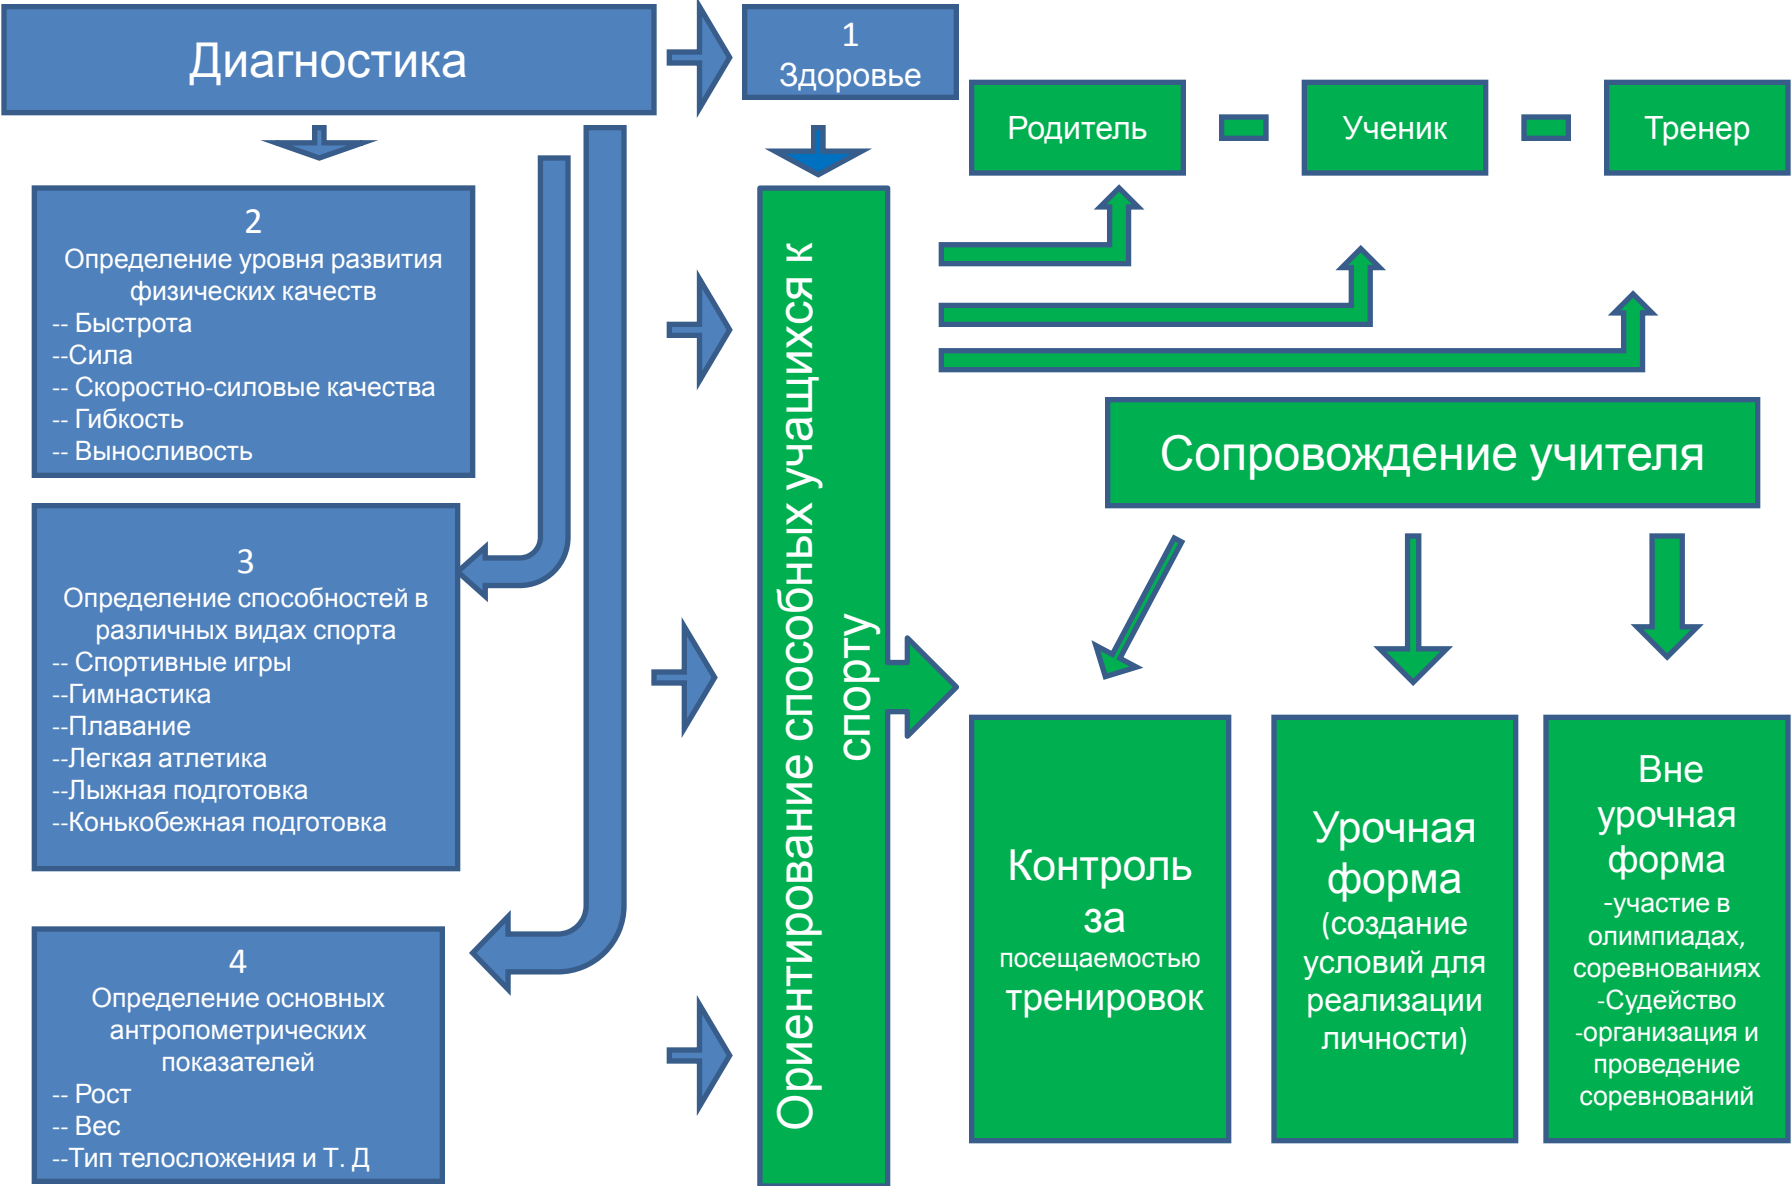 Диагностика
1
Здоровье
Родитель
Ученик
Тренер
2
Определение уровня развития
физических качеств
-- Быстрота
--Сила
-- Скоростно-силовые качества
-- Гибкость
-- Выносливость
3
Определение способностей в
различных видах спорта
-- Спортивные игры
--Гимнастика
--Плавание
--Легкая атлетика
--Лыжная подготовка
--Конькобежная подготовка
4
Определение основных
антропометрических
показателей
-- Рост
-- Вес
--Тип телосложения и Т. Д
Ориентирование способных учащихся к
спорту
Сопровождение учителя
Контроль
за
посещаемостью
тренировок
Урочная
форма
(создание
условий для
реализации
личности)
Вне
урочная
форма
-участие в
олимпиадах,
соревнованиях
-Судейство
-организация и
проведение
соревнований